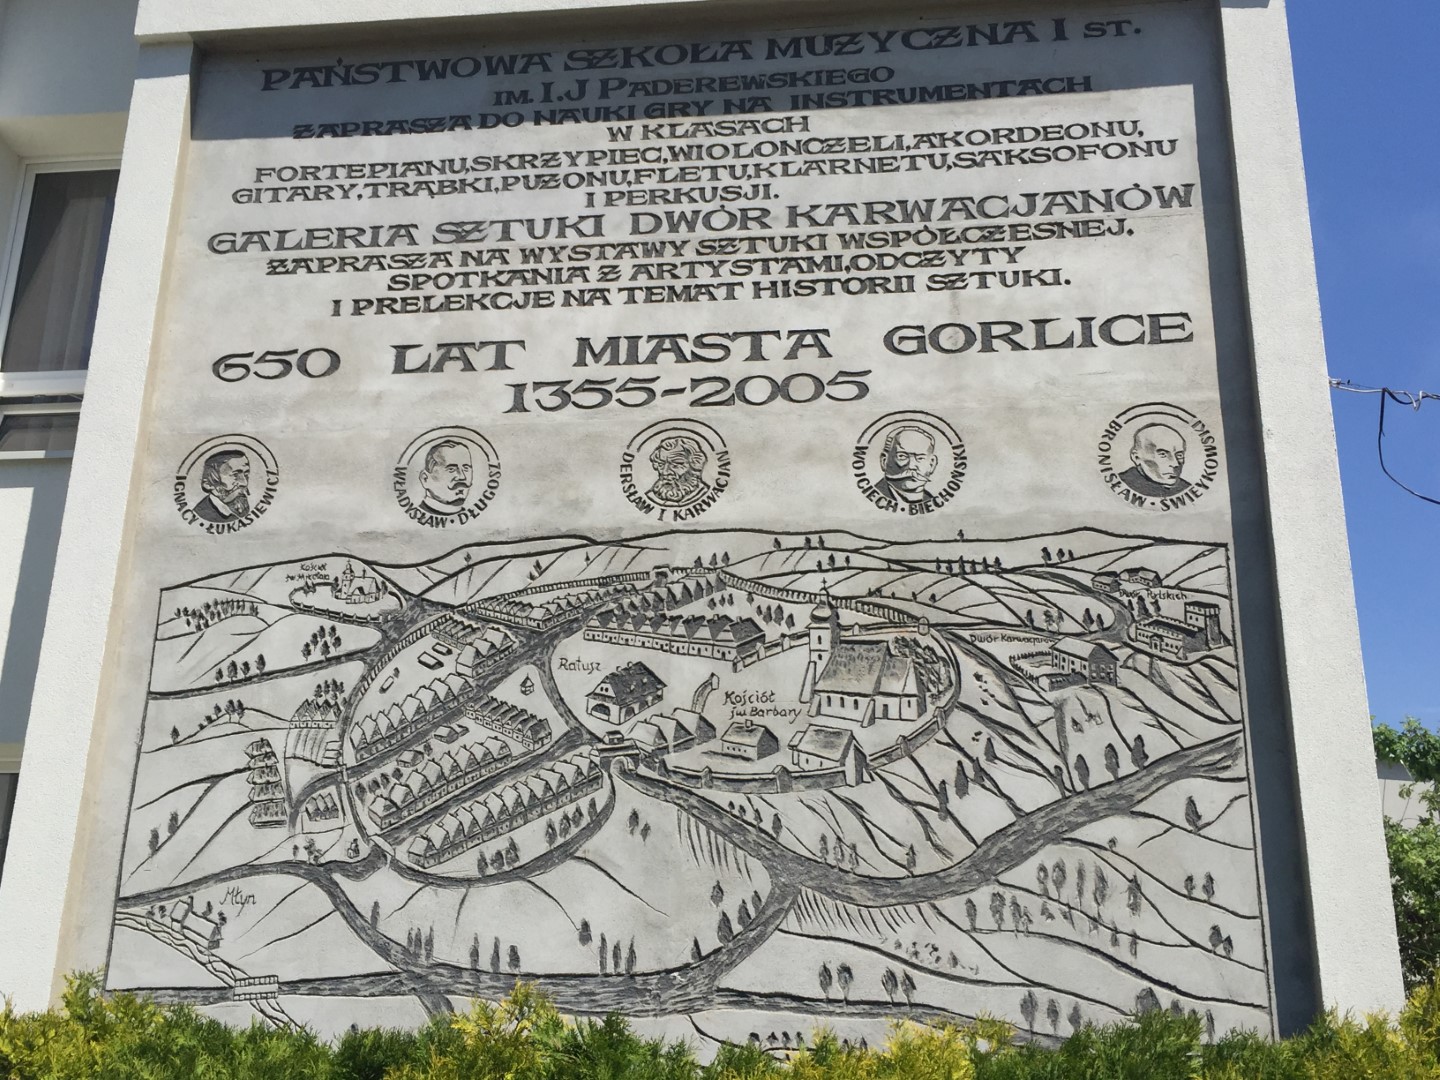 PAŃSTWOWA SZKOŁA MUZYCZNA I ST.
IM. I.J PADEREWSKIEGO
ZAPRASZA DO NAUKI GRY NA INSTRUMENTACH
W KLASACH
FORTEPIANU,SKRZYPIEC,WIOLONCZELI,AKORDEONU,
GITARY,TRĄBKI,PUZONU,FLETU,KLARNETU,SAKSOFONU
I PERKUSJI.
GALERIA SZTUKI DWÓR KARWACJANÓW
ZAPRASZA NA WYSTAWY SZTUKI WSPÓŁCZESNEJ,
SPOTKANIA Z ARTYSTAMI,ODCZYTY
I PRELEKCJE NA TEMAT HISTORII SZTUKI.
650 LAT MIASTA GORLICE
1355-2005
IGNACY·ŁUKASIEWICZ
WŁADYSŁAW·DŁUGOSZ
DERSŁAW I KARWACJAN
WOJCIECH·BIECHOŃSKI
BRONISŁAW·ŚWIEYKOWSKI
Kościół
św. Mikołaja
Dwór Karwacjanów
Ratusz
Kościół
św Barbary
Młyn